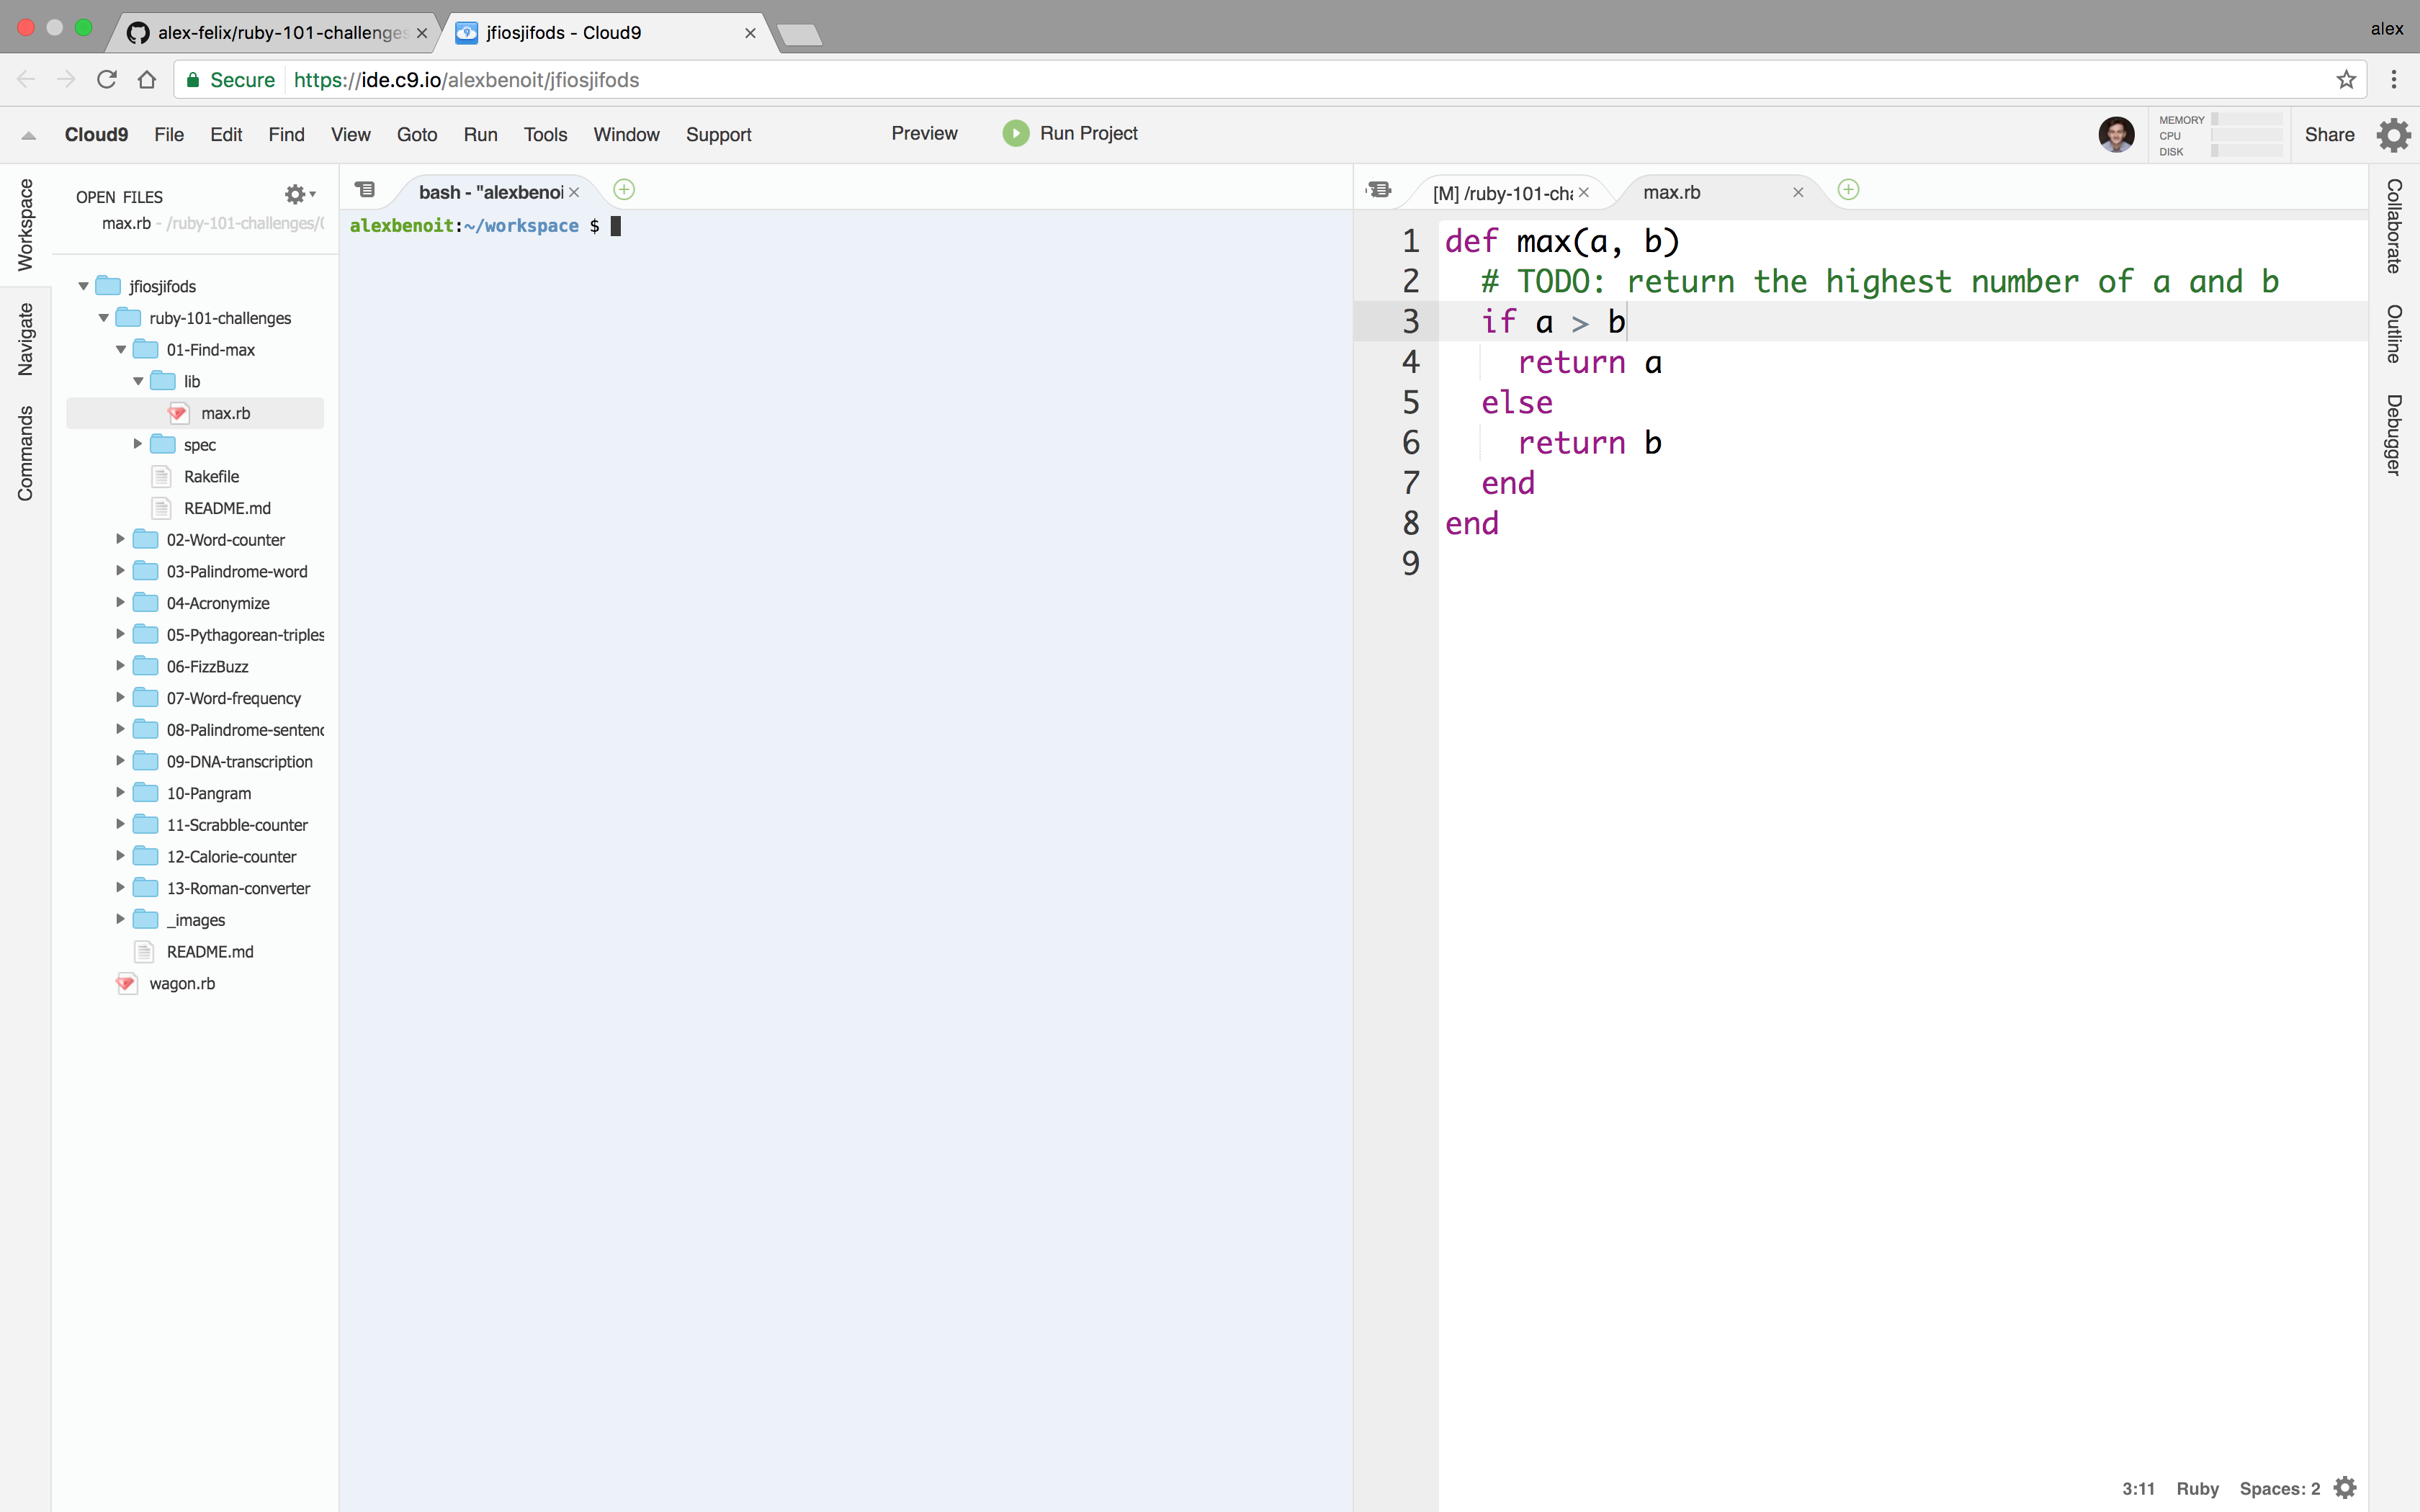 alex-felix/ruby-101-challenges
jfiosjifods - Cloud9
alex
Secure https://ide.c9.io/alexbenoit/jfiosjifods
Cloud9 File Edit Find View Goto Run Tools Window Support Preview Run Project
MEMORY
CPU
DISK
Share
Workspace
Navigate
Commands
OPEN FILES
max.rb - /ruby-101-challenges/
jfiosjifods
ruby-101-challenges
01-Find-max
lib
max.rb
spec
Rakefile
README.md
02-Word-counter
03-Palindrome-word
04-Acronymize
05-Pythagorean-triples
06-FizzBuzz
07-Word-frequency
08-Palindrome-sentenc
09-DNA-transcription
10-Pangram
11-Scrabble-counter
12-Calorie-counter
13-Roman-converter
_images
README.md
wagon.rb
bash - "alexbenoi
alexbenoit:~/workspace $
[M] /ruby-101-cha
max.rb
1 def max(a, b)
2 # TODO: return the highest number of a and b
3 if a > b
4 return a
5 else
6 return b
7 end
8 end
9
Collaborate
Outline
Debugger
3:11 Ruby Spaces: 2